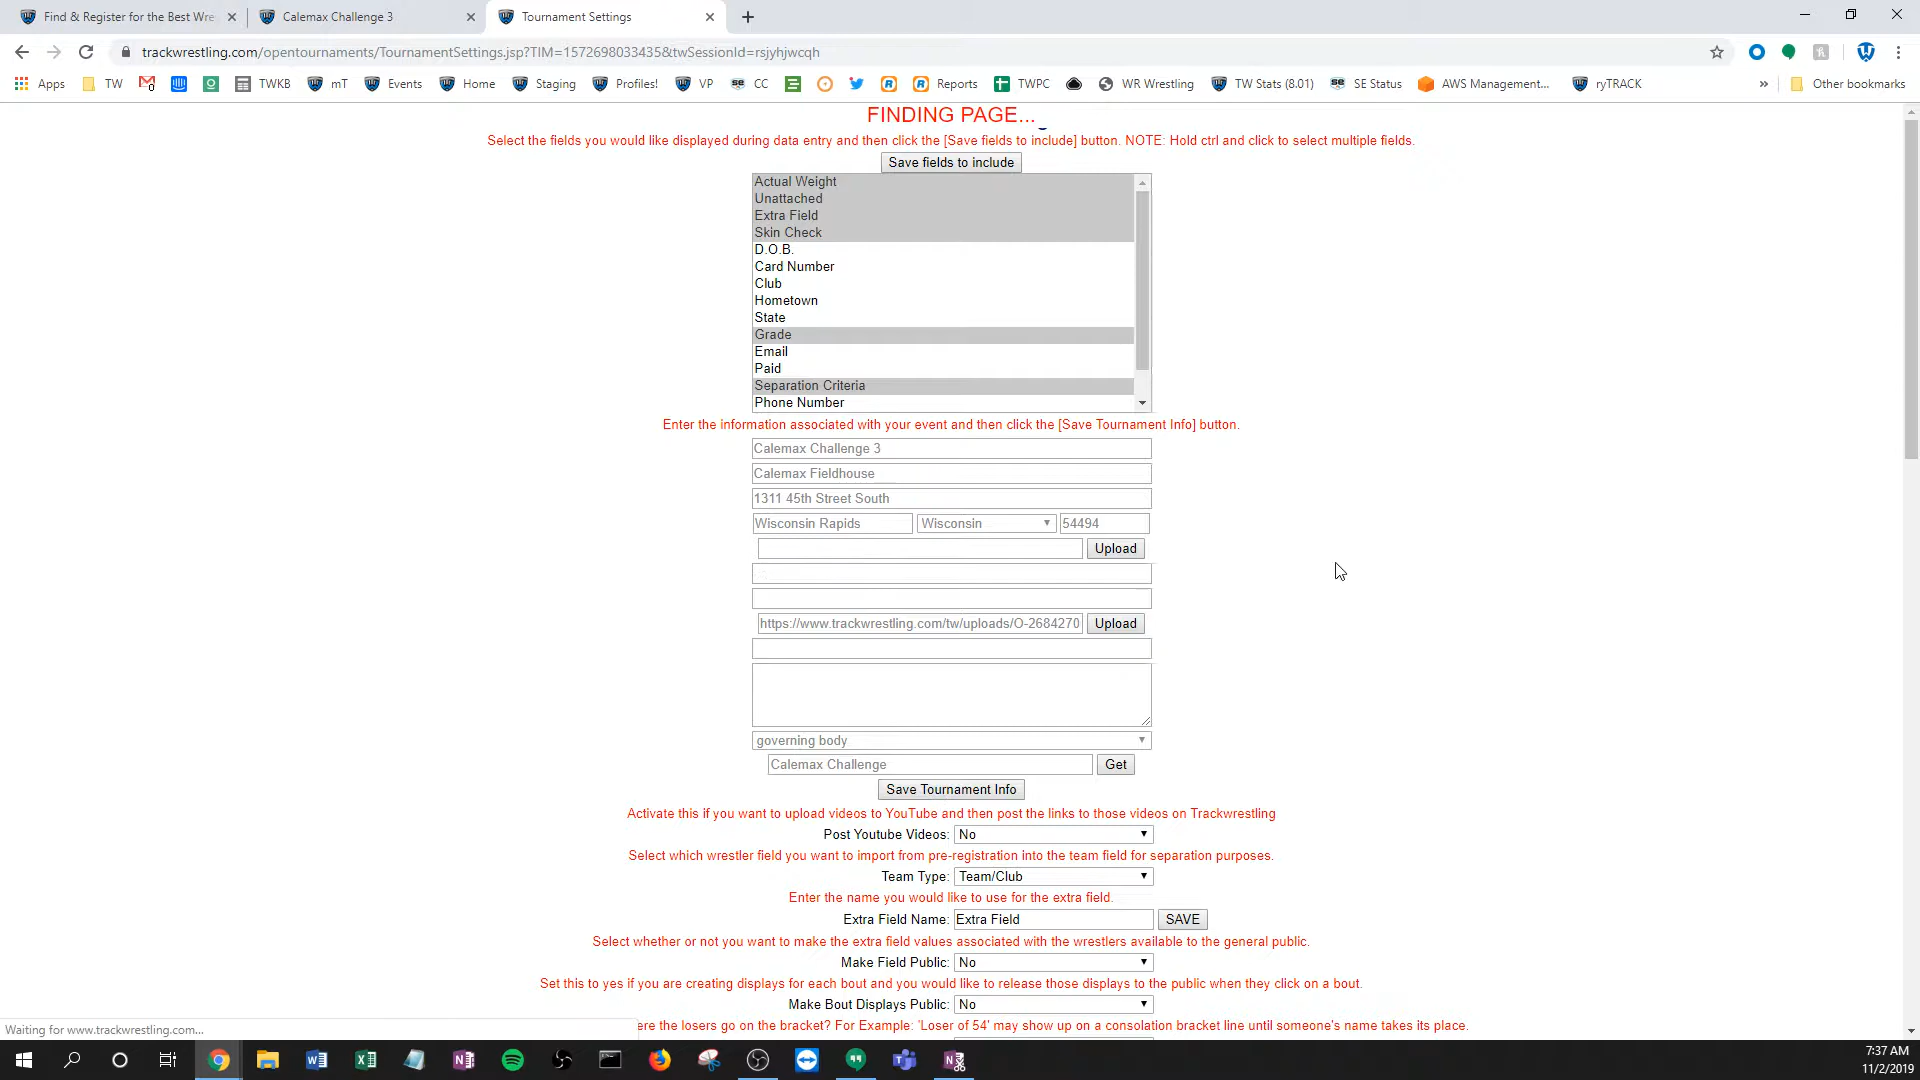 Find & Register for the Best Wre
Calemax Challenge 3
Tournament Settings
trackwrestling.com/opentournaments/TournamentSettings.jsp?TIM=1572698033435&twSessionId=rsjyhjwcqh
Apps TW TWKB mT Events Home Staging Profiles! VP CC Reports TWPC WR Wrestling TW Stats (8.01) SE Status AWS Management... ryTRACK » Other bookmarks
FINDING PAGE...
Select the fields you would like displayed during data entry and then click the [Save fields to include] button. NOTE: Hold ctrl and click to select multiple fields.
Save fields to include
Actual Weight
Unattached
Extra Field
Skin Check
D.O.B.
Card Number
Club
Hometown
State
Grade
Email
Paid
Separation Criteria
Phone Number
Enter the information associated with your event and then click the [Save Tournament Info] button.
Calemax Challenge 3
Calemax Fieldhouse
1311 45th Street South
Wisconsin Rapids Wisconsin 54494
Upload
https://www.trackwrestling.com/tw/uploads/O-2684270 Upload
governing body
Calemax Challenge Get
Save Tournament Info
Activate this if you want to upload videos to YouTube and then post the links to those videos on Trackwrestling
Post Youtube Videos: No
Select which wrestler field you want to import from pre-registration into the team field for separation purposes.
Team Type: Team/Club
Enter the name you would like to use for the extra field.
Extra Field Name: Extra Field SAVE
Select whether or not you want to make the extra field values associated with the wrestlers available to the general public.
Make Field Public: No
Set this to yes if you are creating displays for each bout and you would like to release those displays to the public when they click on a bout.
Make Bout Displays Public: No
ere the losers go on the bracket? For Example: 'Loser of 54' may show up on a consolation bracket line until someone's name takes its place.
Waiting for www.trackwrestling.com...
7:37 AM
11/2/2019